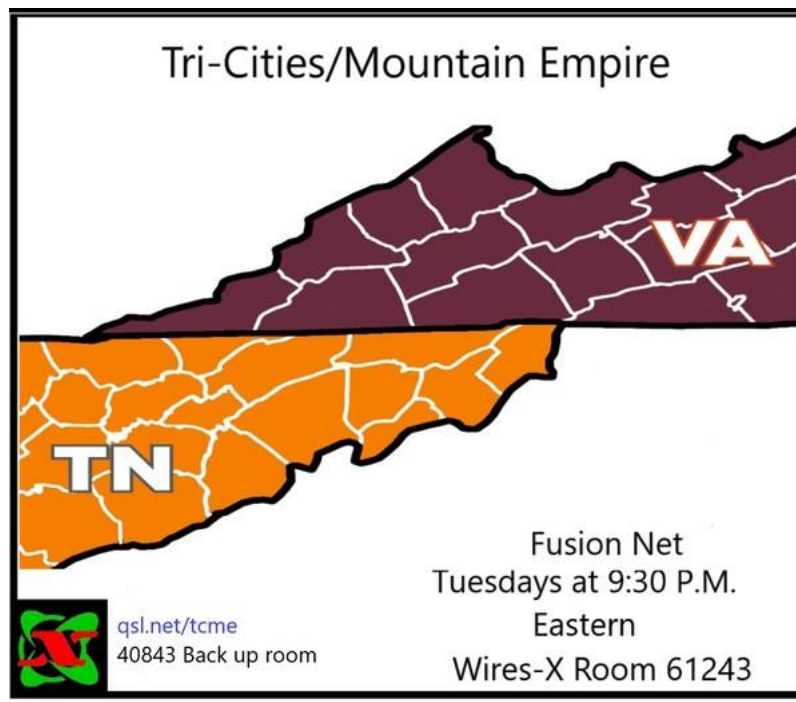 Tri-Cities/Mountain Empire
VA
TN
Fusion Net
Tuesdays at 9:30 P.M.
Eastern
Wires-X Room 61243
X
qsl.net/tcme
40843 Back up room